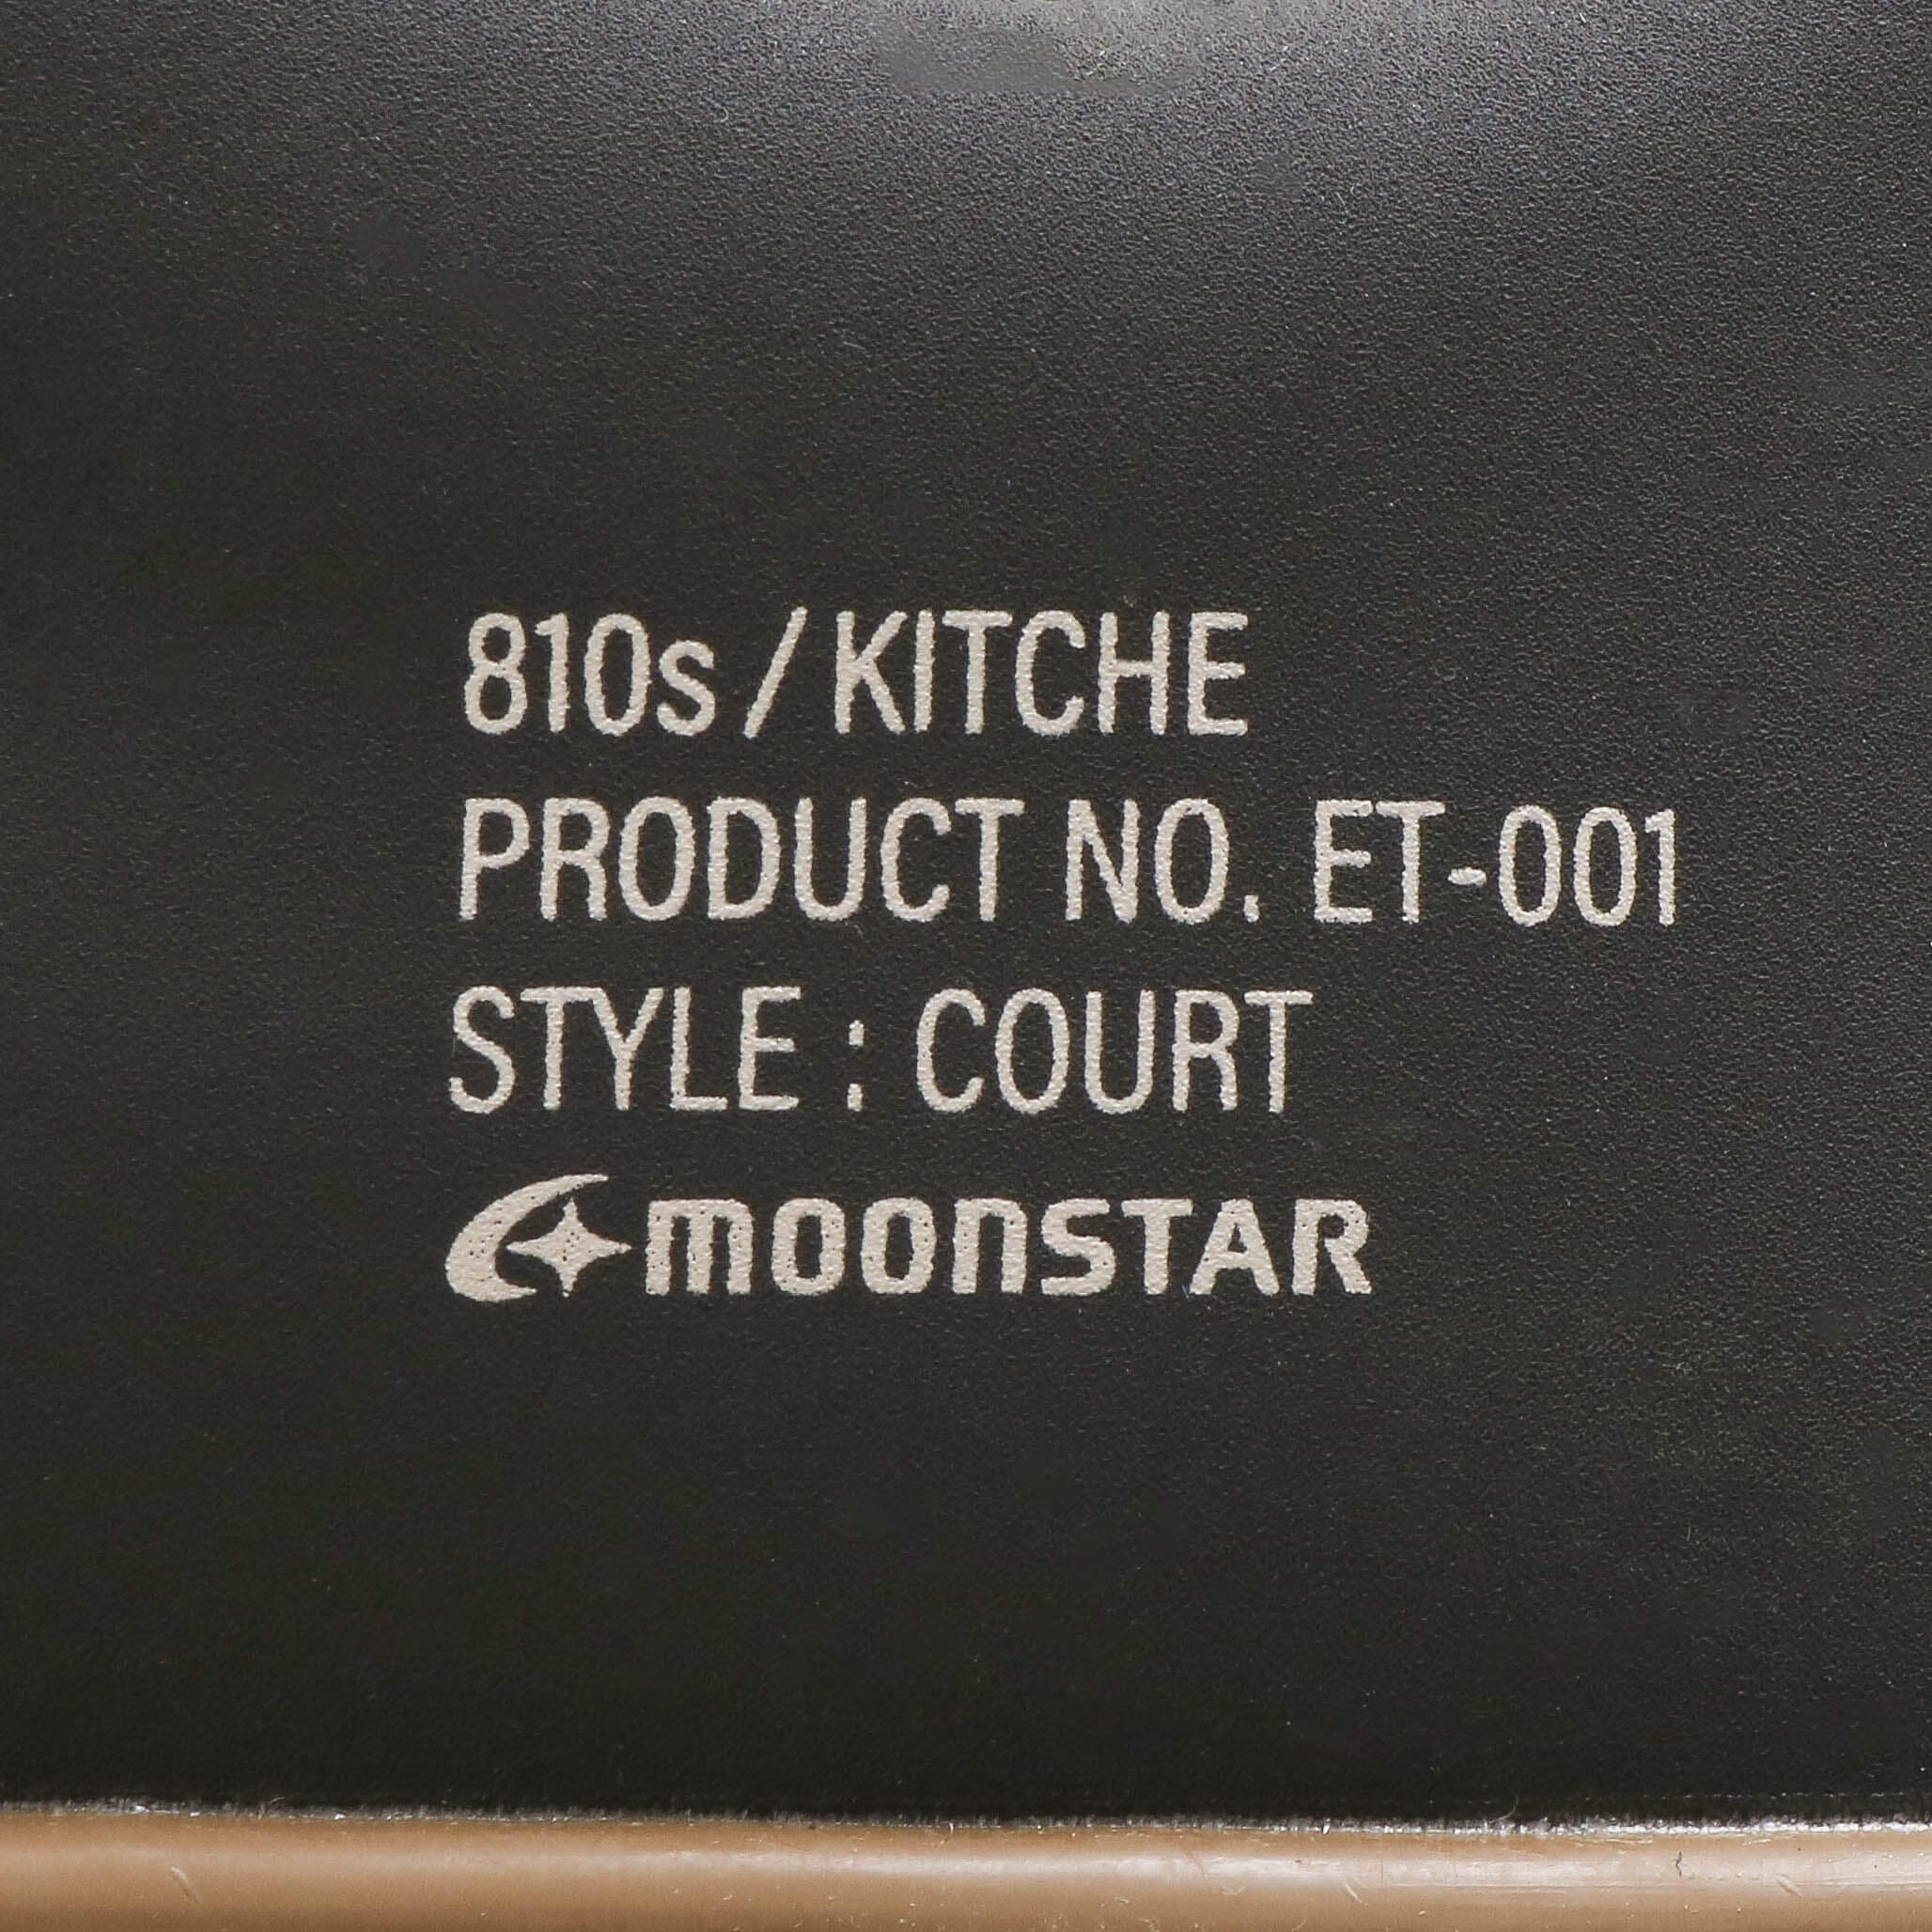 810s / KITCHE
PRODUCT NO. ET-001
STYLE : COURT
MOONSTAR